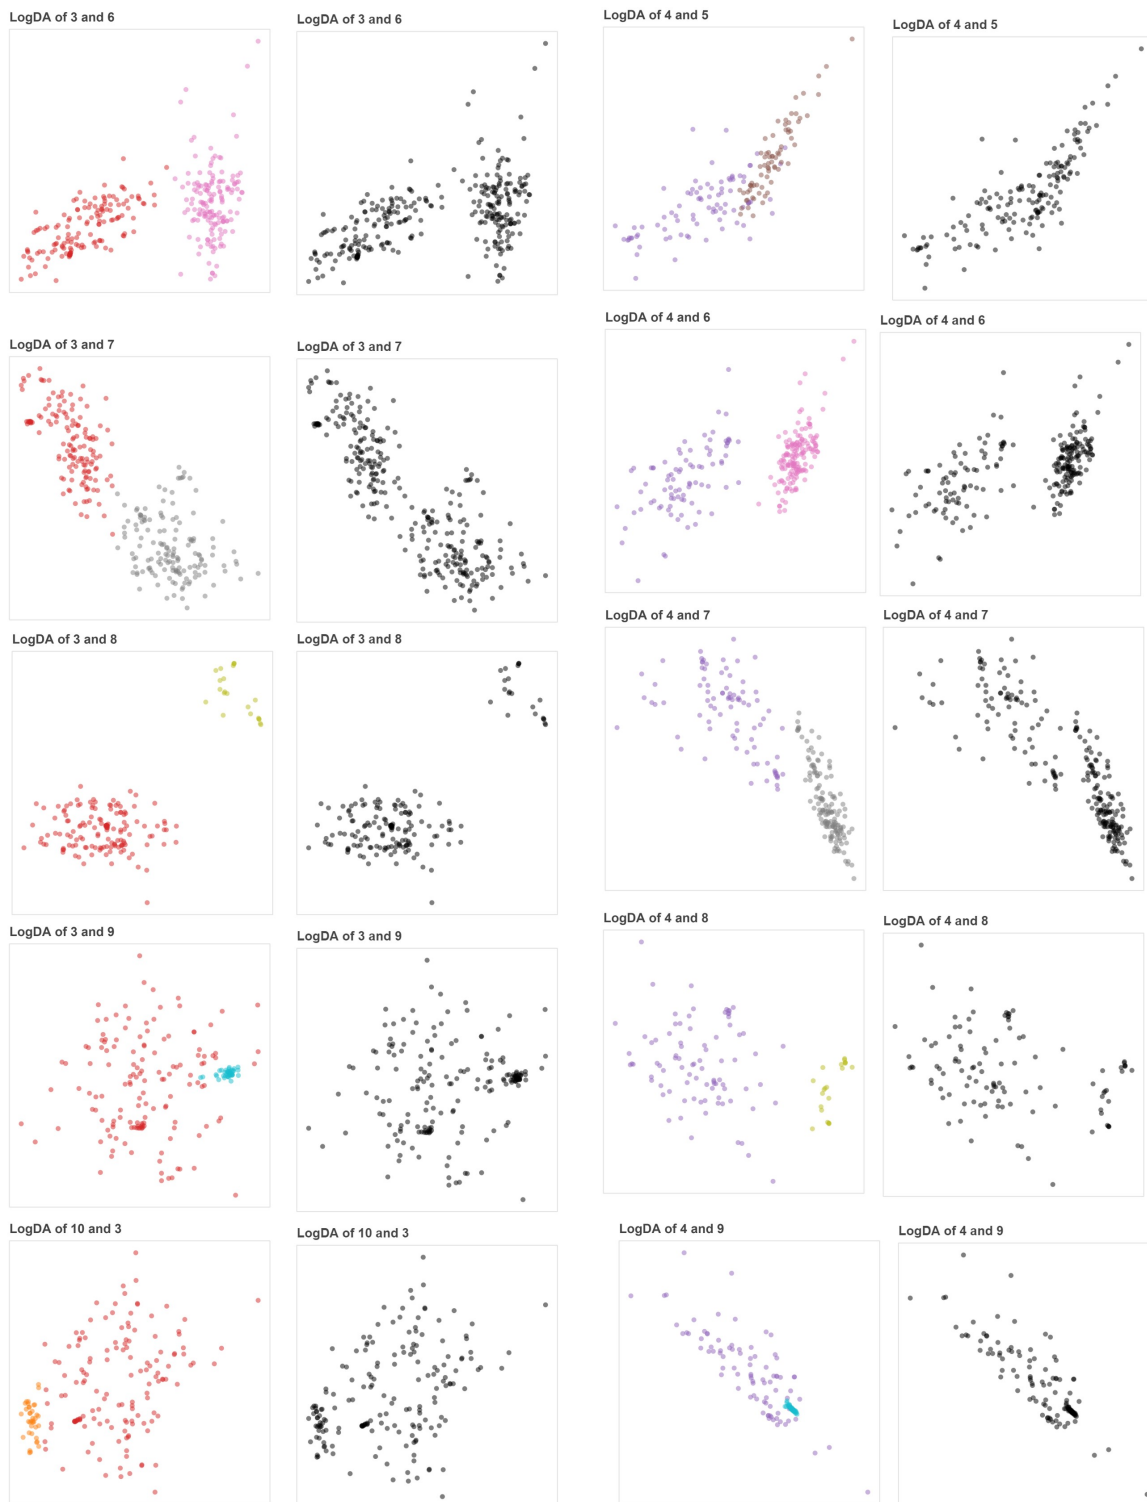 LogDA of 3 and 6
LogDA of 3 and 6
LogDA of 4 and 5
LogDA of 4 and 5
LogDA of 3 and 7
LogDA of 3 and 7
LogDA of 4 and 6
LogDA of 4 and 6
LogDA of 3 and 8
LogDA of 3 and 8
LogDA of 4 and 7
LogDA of 4 and 7
LogDA of 3 and 9
LogDA of 3 and 9
LogDA of 4 and 8
LogDA of 4 and 8
LogDA of 10 and 3
LogDA of 10 and 3
LogDA of 4 and 9
LogDA of 4 and 9